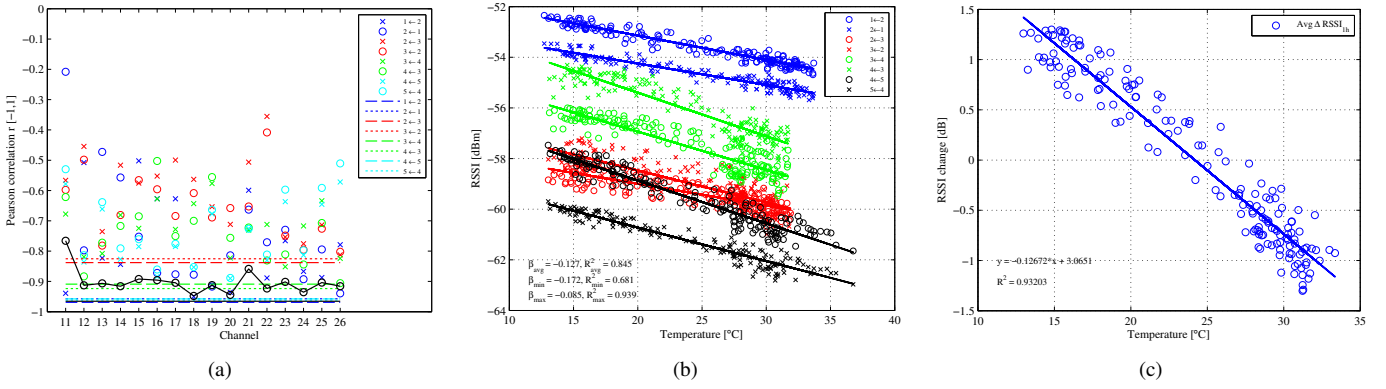 0
−0.1
−0.2
−0.3
−0.4
−0.5
−0.6
−0.7
−0.8
−0.9
−1
Pearson correlation r [−1,1]
11 12 13 14 15 16 17 18 19 20 21 22 23 24 25 26
Channel
1 ← 2
2 ← 1
2 ← 3
3 ← 2
3 ← 4
4 ← 3
4 ← 5
5 ← 4
1 ← 2
2 ← 1
2 ← 3
3 ← 2
3 ← 4
4 ← 3
4 ← 5
5 ← 4
(a)
−52
−54
−56
−58
−60
−62
−64
RSSI [dBm]
10 15 20 25 30 35 40
Temperature [°C]
1←2
2←1
2←3
3←2
3←4
4←3
4←5
5←4
β_avg = −0.127, R²_avg = 0.845
β_min = −0.172, R²_min = 0.681
β_max = −0.085, R²_max = 0.939
(b)
1.5
1
0.5
0
−0.5
−1
−1.5
RSSI change [dB]
10 15 20 25 30 35
Temperature [°C]
Avg Δ RSSI_1h
y = −0.12672*x + 3.0651
R² = 0.93203
(c)